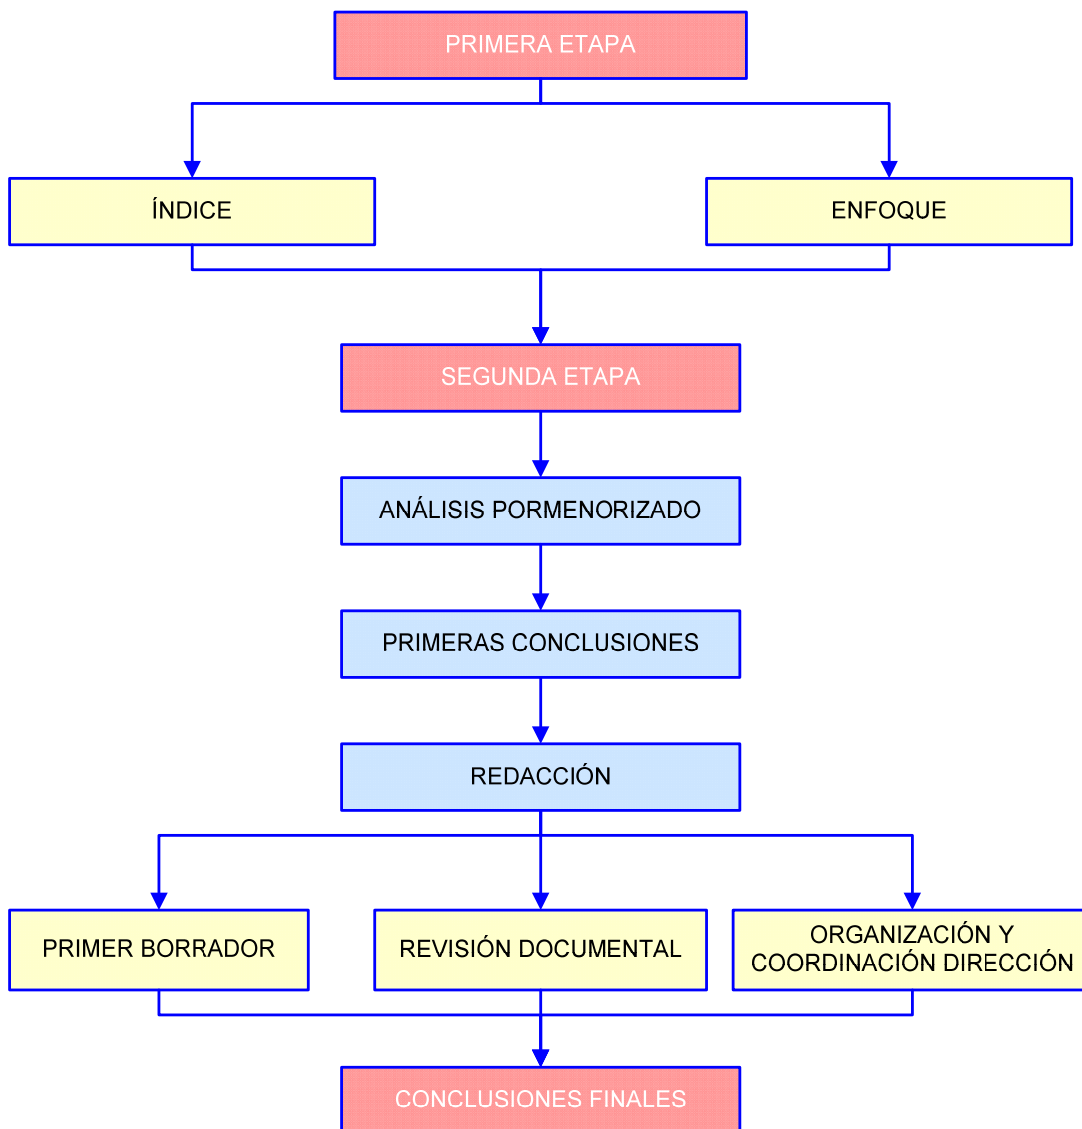 PRIMERA ETAPA
ÍNDICE
ENFOQUE
SEGUNDA ETAPA
ANÁLISIS PORMENORIZADO
PRIMERAS CONCLUSIONES
REDACCIÓN
PRIMER BORRADOR
REVISIÓN DOCUMENTAL
ORGANIZACIÓN Y
COORDINACIÓN DIRECCIÓN
CONCLUSIONES FINALES